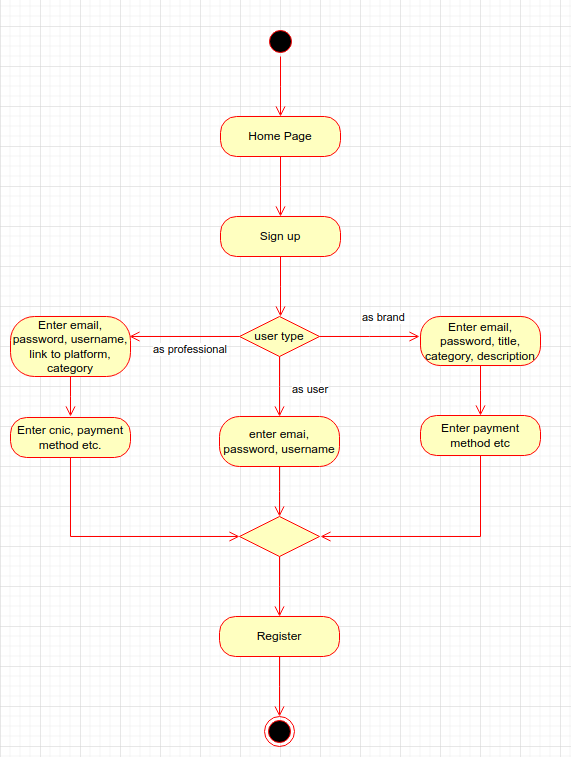 Home Page
Sign up
user type
as professional
as user
as brand
Enter email,
password, username,
link to platform,
category
Enter cnic, payment
method etc.
enter emai,
password, username
Enter email,
password, title,
category, description
Enter payment
method etc
Register